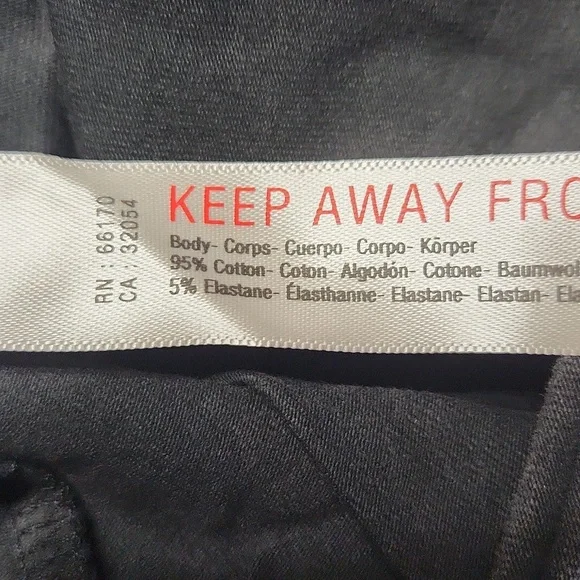 RN : 66170
CA : 32054
KEEP AWAY FRO
Body- Corps- Cuerpo- Corpo- Körper
95% Cotton- Coton- Algodón- Cotone- Baumwol
5% Elastane- Élasthanne- Elastane- Elastan- Ela